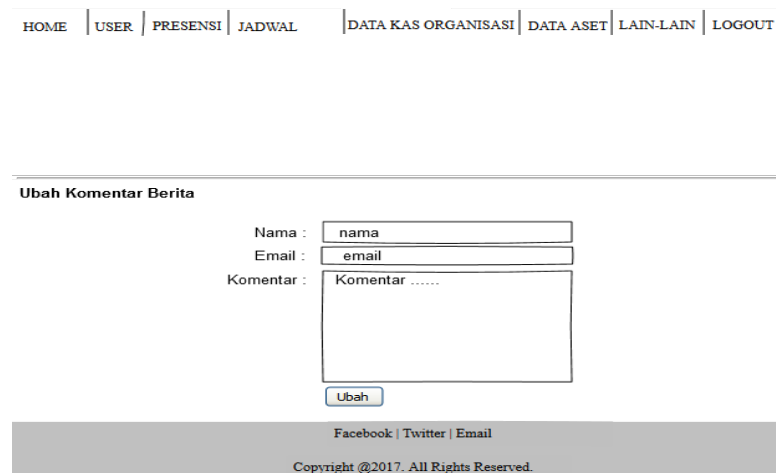 HOME USER PRESENSI JADWAL DATA KAS ORGANISASI DATA ASET LAIN-LAIN LOGOUT
Ubah Komentar Berita
Nama : nama
Email : email
Komentar : Komentar ......
Ubah
Facebook | Twitter | Email
Copyright @2017. All Rights Reserved.